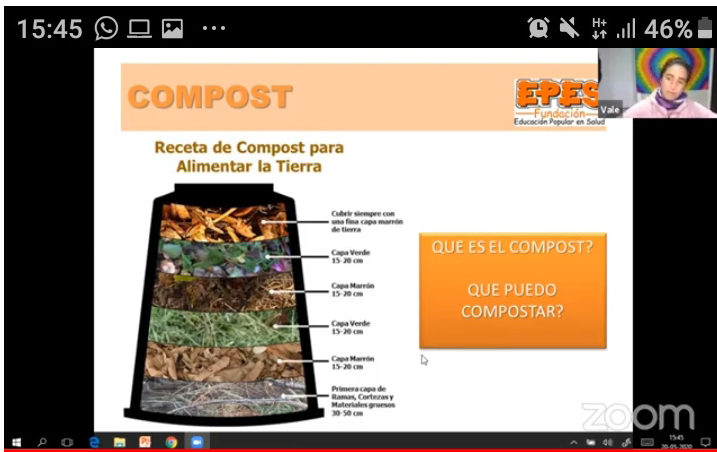 15:45
H+
46%
COMPOST
EPES
Fundación
Educación Popular en Salud
Vale
Receta de Compost para
Alimentar la Tierra
Cubrir siempre con
una fina capa marrón
de tierra
Capa Verde
15-20 cm
Capa Marrón
15-20 cm
Capa Verde
15-20 cm
Capa Marrón
15-20 cm
Primera capa de
Ramas, Cortezas y
Materiales gruesos
30-50 cm
QUE ES EL COMPOST?
QUE PUEDO
COMPOSTAR?
zoom
15:45
20-05-2020